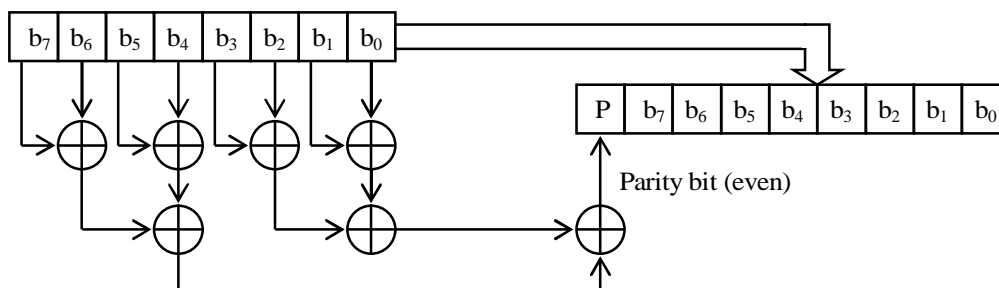 b₇ b₆ b₅ b₄ b₃ b₂ b₁ b₀
P b₇ b₆ b₅ b₄ b₃ b₂ b₁ b₀
Parity bit (even)